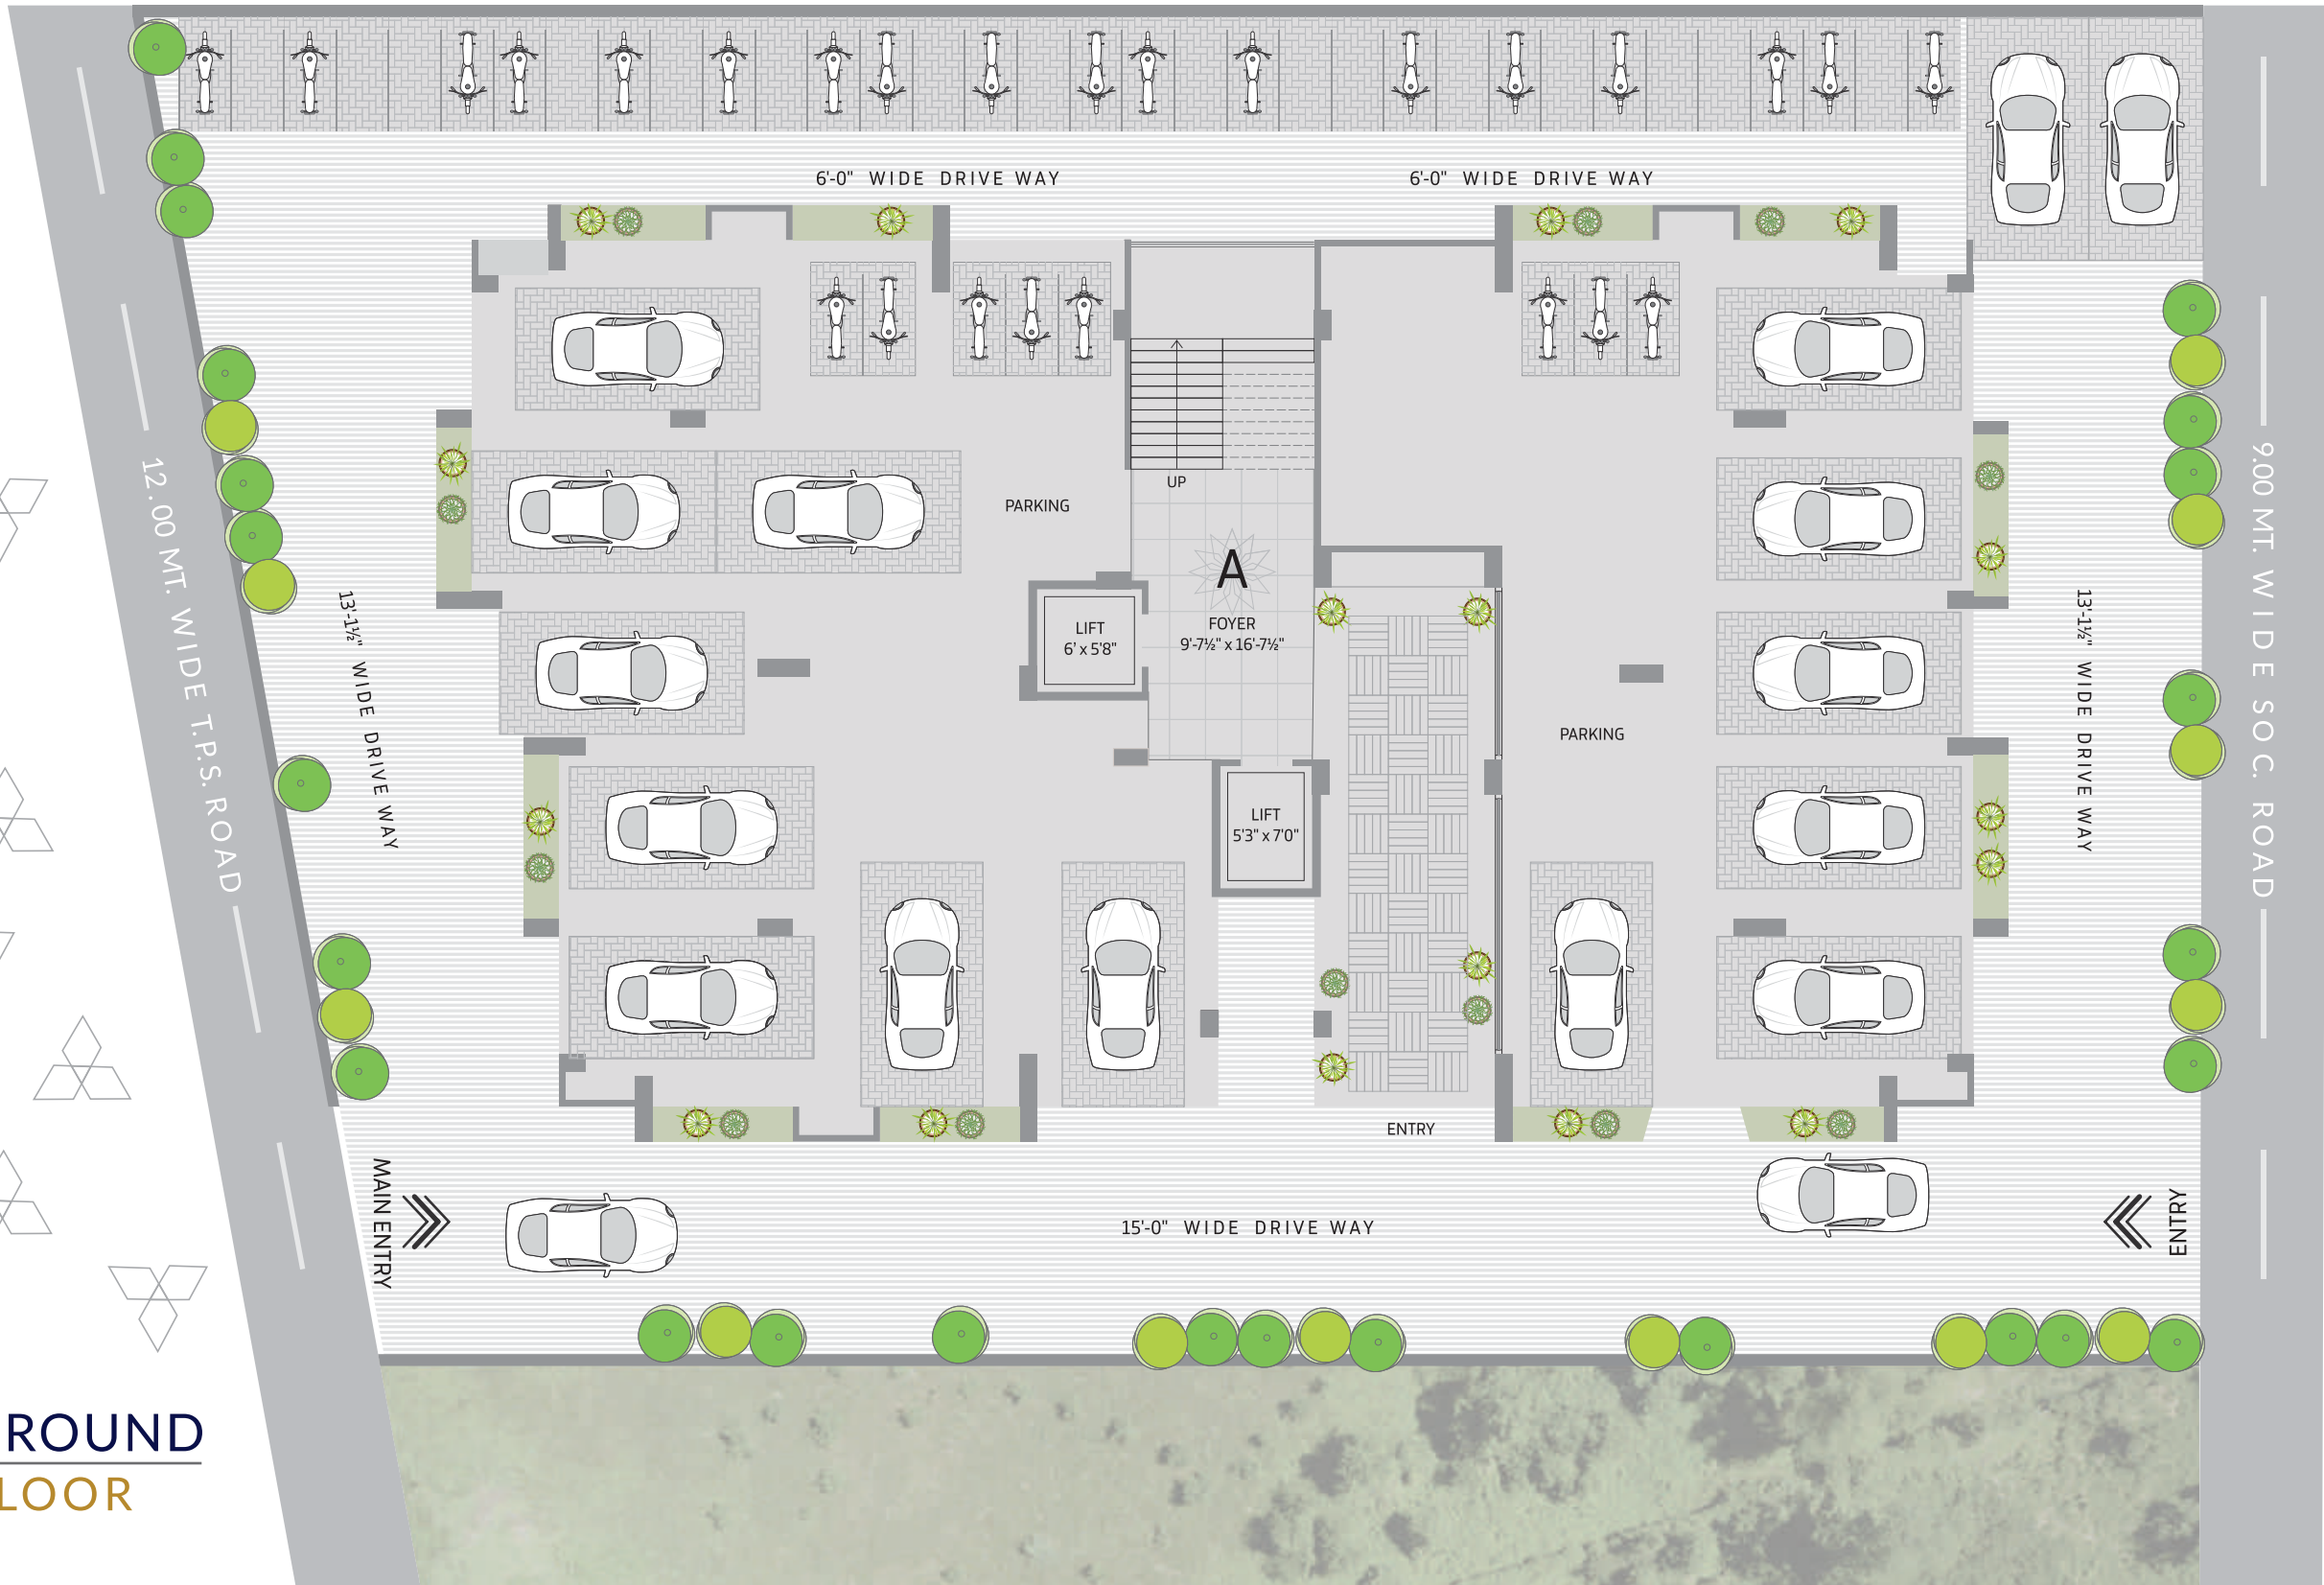 6'-0" WIDE DRIVE WAY
6'-0" WIDE DRIVE WAY
12.00 MT. WIDE T.P.S. ROAD
9.00 MT. WIDE SOC. ROAD
13'-1½" WIDE DRIVE WAY
13'-1½" WIDE DRIVE WAY
UP
PARKING
A
FOYER
9'-7½" x 16'-7½"
LIFT
6' x 5'8"
PARKING
LIFT
5'3" x 7'0"
ENTRY
MAIN ENTRY
15'-0" WIDE DRIVE WAY
ENTRY
ROUND
LOOR